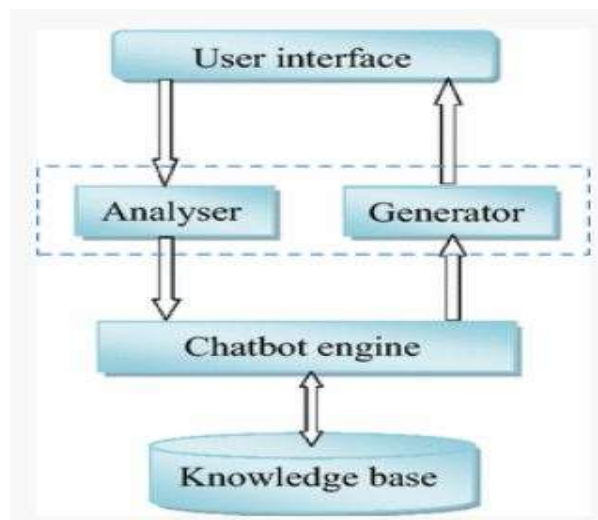 User interface
Analyser
Generator
Chatbot engine
Knowledge base